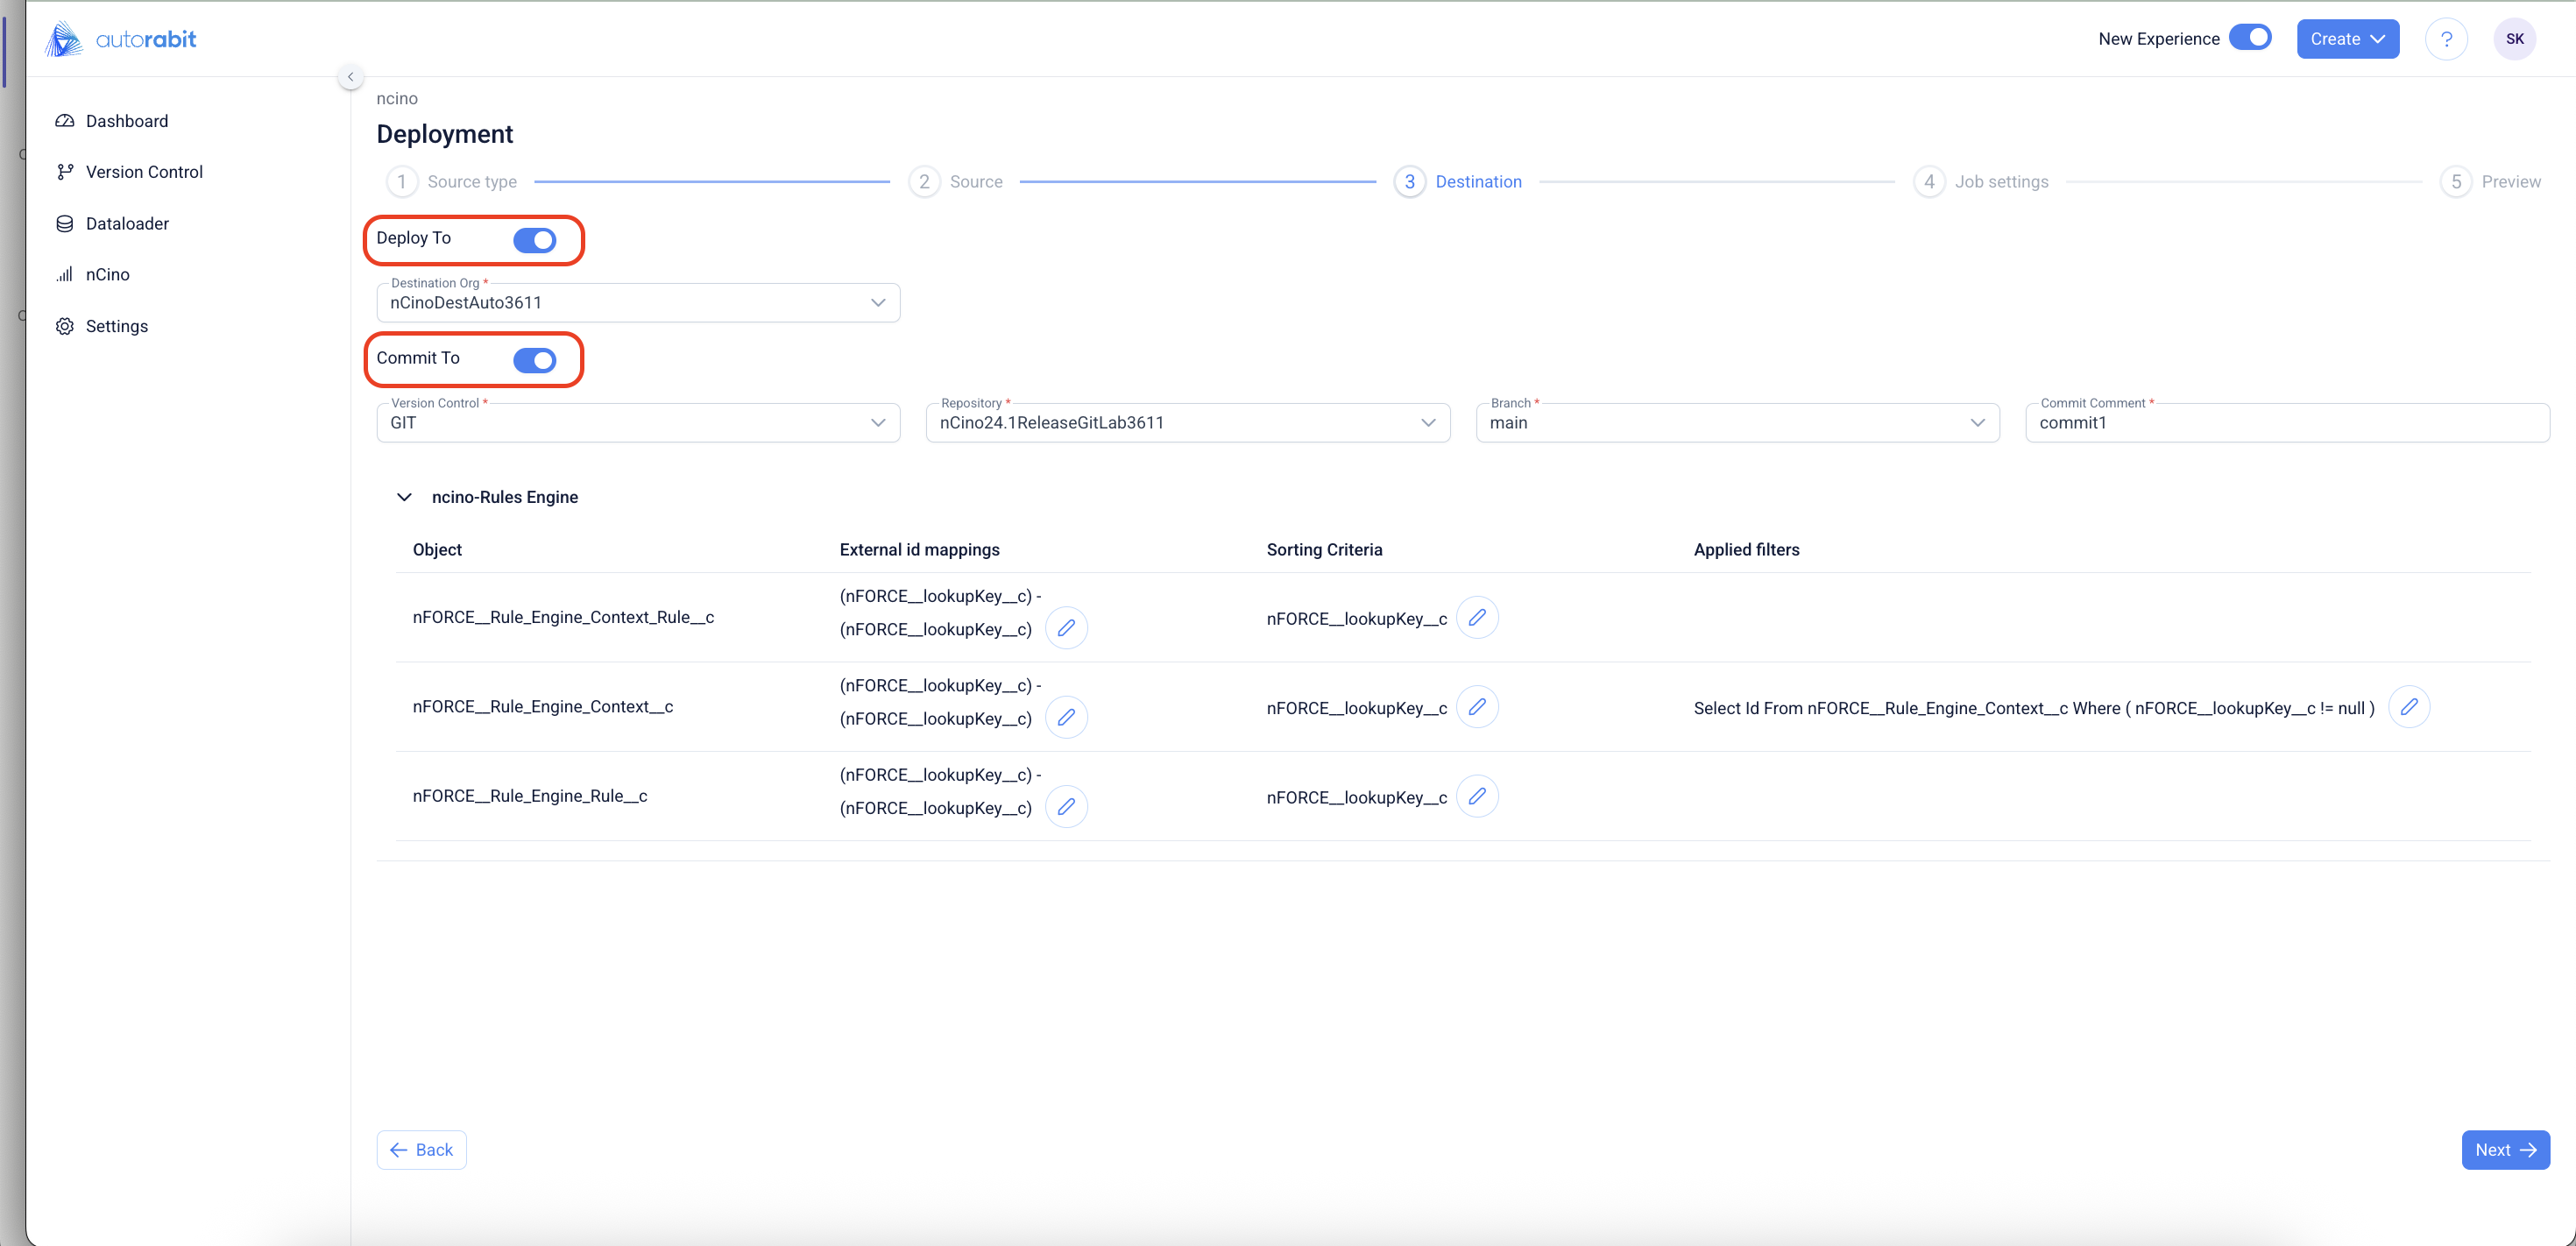 autorabit
New Experience
Create
?
SK
Dashboard
Version Control
Dataloader
nCino
Settings
ncino
Deployment
1 Source type
2 Source
3 Destination
4 Job settings
5 Preview
Deploy To
Destination Org *
nCinoDestAuto3611
Commit To
Version Control *
GIT
Repository *
nCino24.1ReleaseGitLab3611
Branch *
main
Commit Comment *
commit1
ncino-Rules Engine
Object External id mappings Sorting Criteria Applied filters
nFORCE__Rule_Engine_Context_Rule__c
(nFORCE__lookupKey__c) -
(nFORCE__lookupKey__c)
nFORCE__lookupKey__c
nFORCE__Rule_Engine_Context__c
(nFORCE__lookupKey__c) -
(nFORCE__lookupKey__c)
nFORCE__lookupKey__c
Select Id From nFORCE__Rule_Engine_Context__c Where ( nFORCE__lookupKey__c != null )
nFORCE__Rule_Engine_Rule__c
(nFORCE__lookupKey__c) -
(nFORCE__lookupKey__c)
nFORCE__lookupKey__c
Back
Next